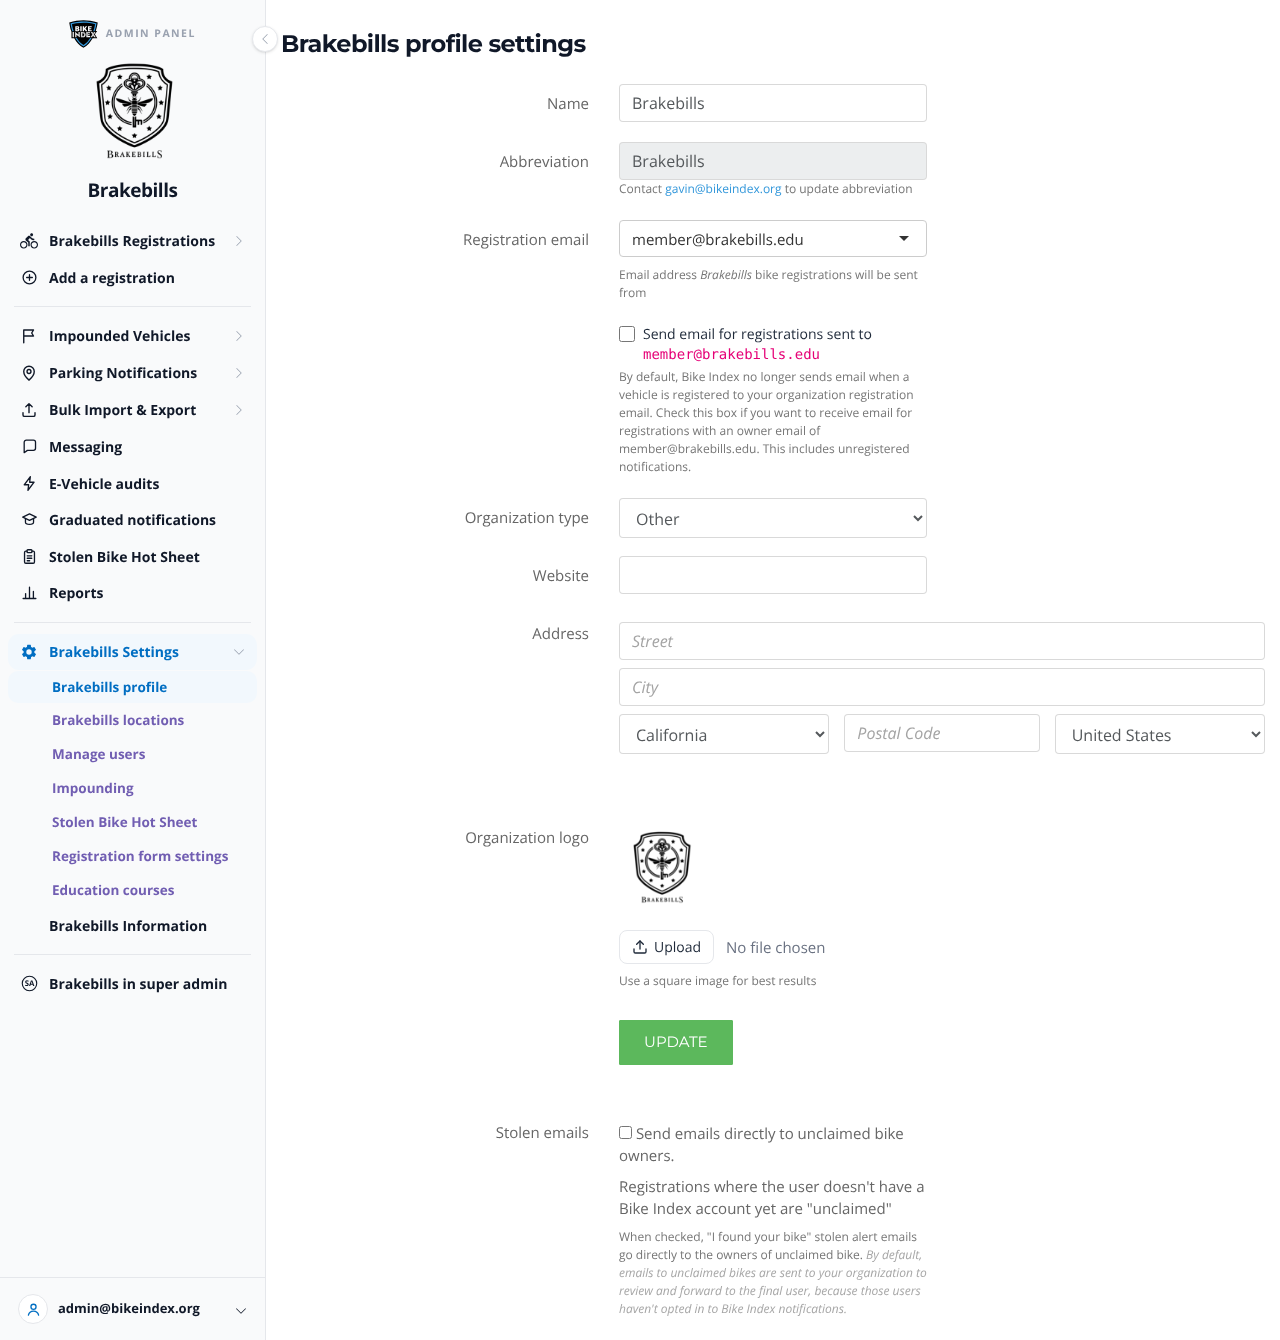 BIKE INDEX
ADMIN PANEL
BRAKEBILLS
Brakebills
Brakebills Registrations
Add a registration
Impounded Vehicles
Parking Notifications
Bulk Import & Export
Messaging
E-Vehicle audits
Graduated notifications
Stolen Bike Hot Sheet
Reports
Brakebills Settings
Brakebills profile
Brakebills locations
Manage users
Impounding
Stolen Bike Hot Sheet
Registration form settings
Education courses
Brakebills Information
SA
Brakebills in super admin
admin@bikeindex.org
Brakebills profile settings
Name
Brakebills
Abbreviation
Brakebills
Contact gavin@bikeindex.org to update abbreviation
Registration email
member@brakebills.edu
Email address Brakebills bike registrations will be sent
from
Send email for registrations sent to
member@brakebills.edu
By default, Bike Index no longer sends email when a
vehicle is registered to your organization registration
email. Check this box if you want to receive email for
registrations with an owner email of
member@brakebills.edu. This includes unregistered
notifications.
Organization type
Other
Website
Address
Street
City
California
Postal Code
United States
Organization logo
BRAKEBILLS
Upload
No file chosen
Use a square image for best results
UPDATE
Stolen emails
Send emails directly to unclaimed bike
owners.
Registrations where the user doesn't have a
Bike Index account yet are "unclaimed"
When checked, "I found your bike" stolen alert emails
go directly to the owners of unclaimed bike. By default,
emails to unclaimed bikes are sent to your organization to
review and forward to the final user, because those users
haven't opted in to Bike Index notifications.